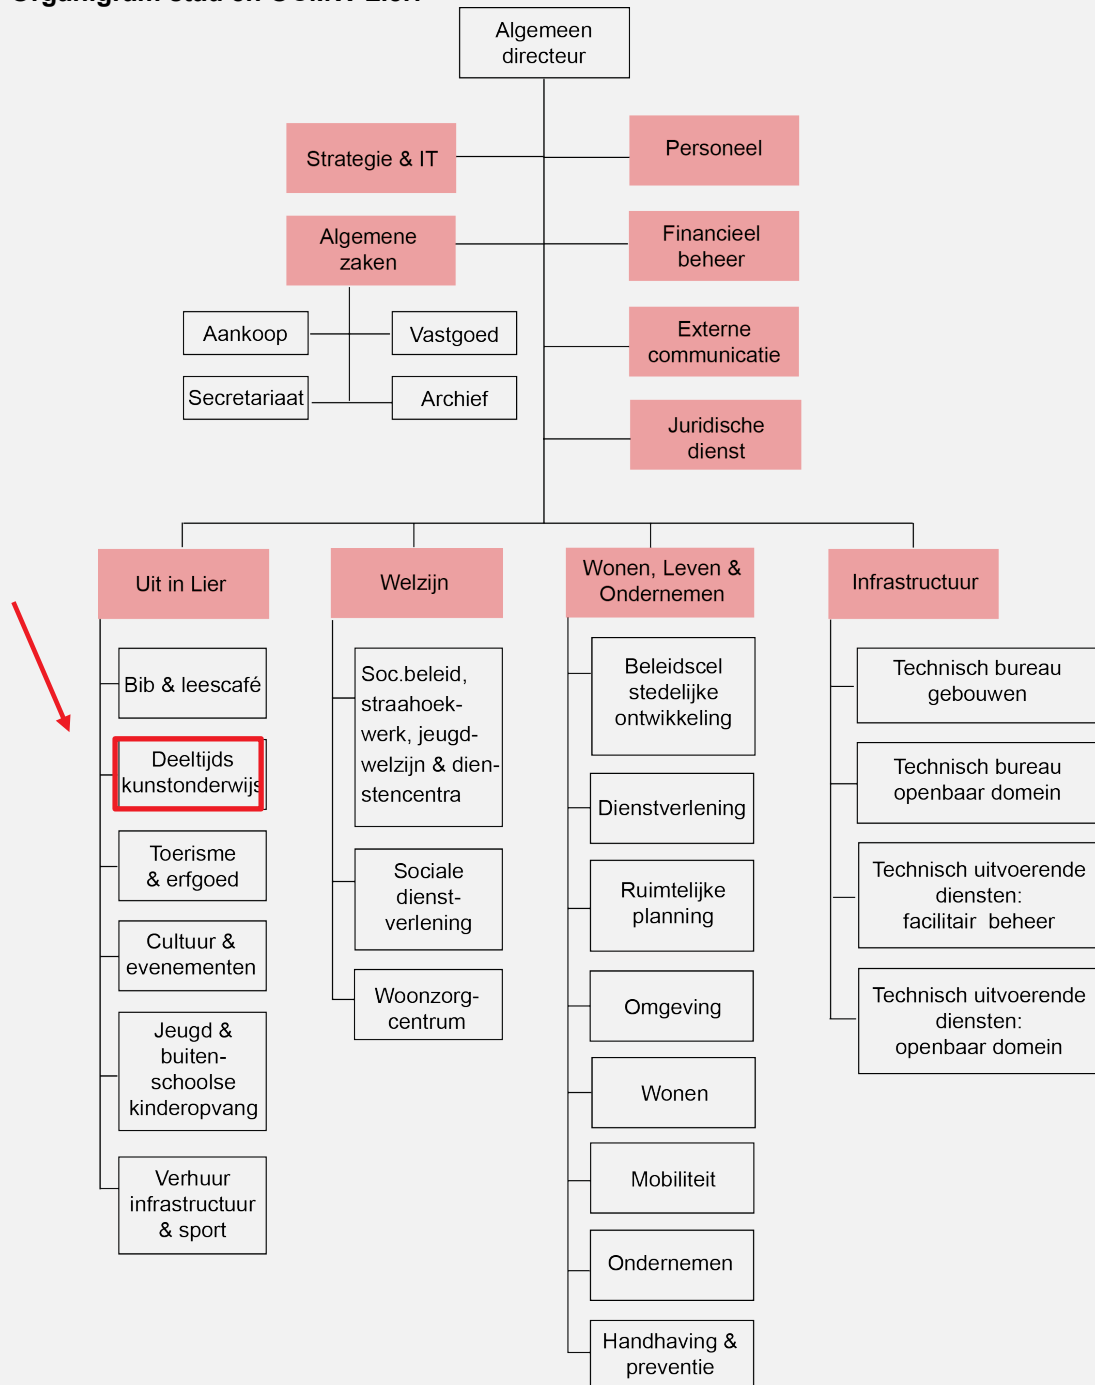 Algemeen
directeur
Strategie & IT
Personeel
Algemene
zaken
Financieel
beheer
Aankoop
Vastgoed
Externe
communicatie
Secretariaat
Archief
Juridische
dienst
Uit in Lier
Bib & leescafé
Deeltijds
kunstonderwijs
Toerisme
& erfgoed
Cultuur &
evenementen
Jeugd &
buiten-
schoolse
kinderopvang
Verhuur
infrastructuur
& sport
Welzijn
Soc.beleid,
straahoek-
werk, jeugd-
welzijn & dien-
stencentra
Sociale
dienst-
verlening
Woonzorg-
centrum
Wonen, Leven &
Ondernemen
Beleidscel
stedelijke
ontwikkeling
Dienstverlening
Ruimtelijke
planning
Omgeving
Wonen
Mobiliteit
Ondernemen
Handhaving &
preventie
Infrastructuur
Technisch bureau
gebouwen
Technisch bureau
openbaar domein
Technisch uitvoerende
diensten:
facilitair beheer
Technisch uitvoerende
diensten:
openbaar domein